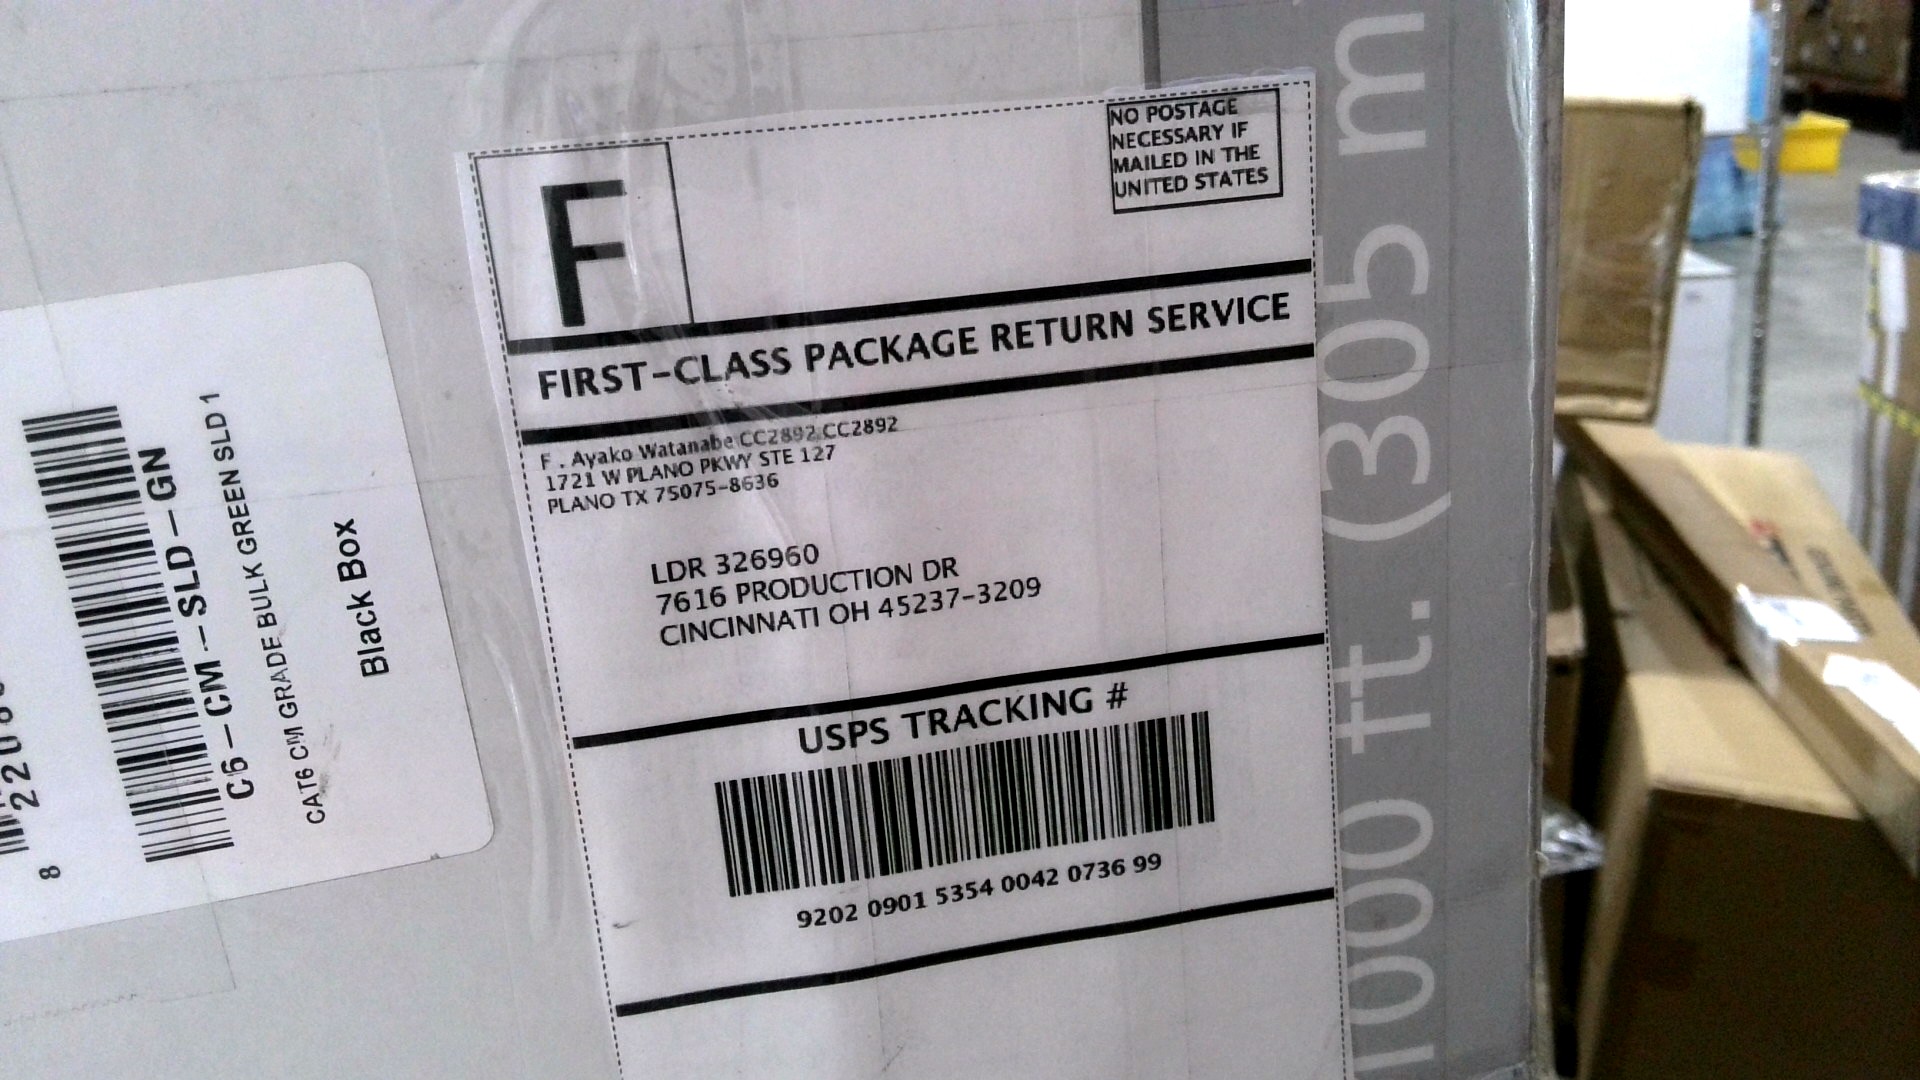 NO POSTAGE
NECESSARY IF
MAILED IN THE
UNITED STATES
F
FIRST-CLASS PACKAGE RETURN SERVICE
F . Ayako Watanabe CC2892 CC2892
1721 W PLANO PKWY STE 127
PLANO TX 75075-8636
LDR 326960
7616 PRODUCTION DR
CINCINNATI OH 45237-3209
USPS TRACKING #
9202 0901 5354 0042 0736 99
C6-CM-SLD-GN
CAT6 CM GRADE BULK GREEN SLD 1
Black Box
8
1000 ft. (305 m